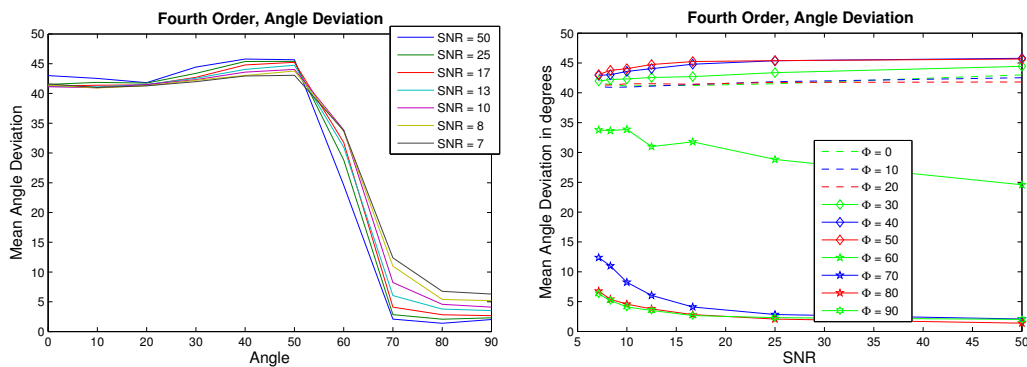 Fourth Order, Angle Deviation
Mean Angle Deviation
50
45
40
35
30
25
20
15
10
5
0
0 10 20 30 40 50 60 70 80 90
Angle
SNR = 50
SNR = 25
SNR = 17
SNR = 13
SNR = 10
SNR = 8
SNR = 7
Fourth Order, Angle Deviation
Mean Angle Deviation in degrees
50
45
40
35
30
25
20
15
10
5
0
5 10 15 20 25 30 35 40 45 50
SNR
Φ = 0
Φ = 10
Φ = 20
Φ = 30
Φ = 40
Φ = 50
Φ = 60
Φ = 70
Φ = 80
Φ = 90